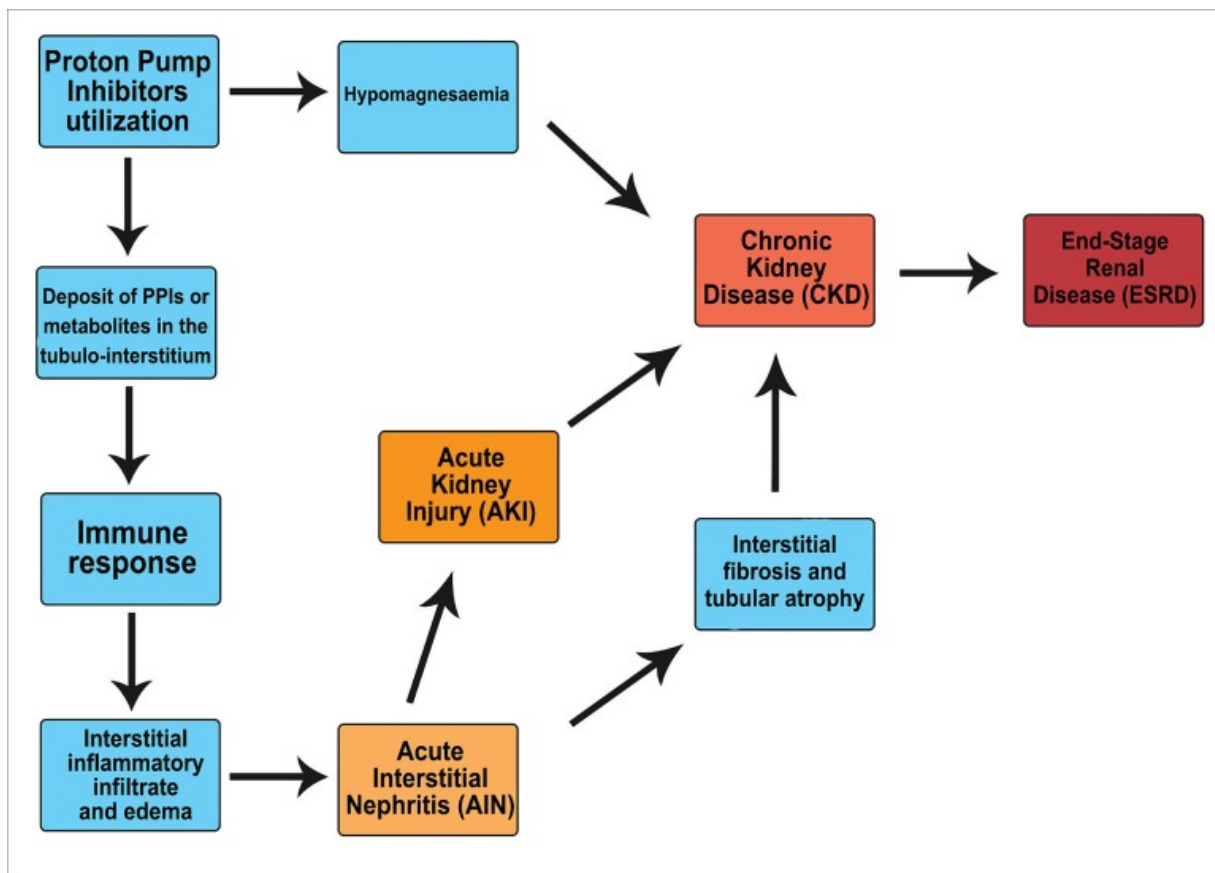 Proton Pump
Inhibitors
utilization
Hypomagnesaemia
Deposit of PPIs or
metabolites in the
tubulo-interstitium
Immune
response
Interstitial
inflammatory
infiltrate
and edema
Acute
Interstitial
Nephritis (AIN)
Acute
Kidney
Injury (AKI)
Interstitial
fibrosis and
tubular atrophy
Chronic
Kidney
Disease (CKD)
End-Stage
Renal
Disease (ESRD)